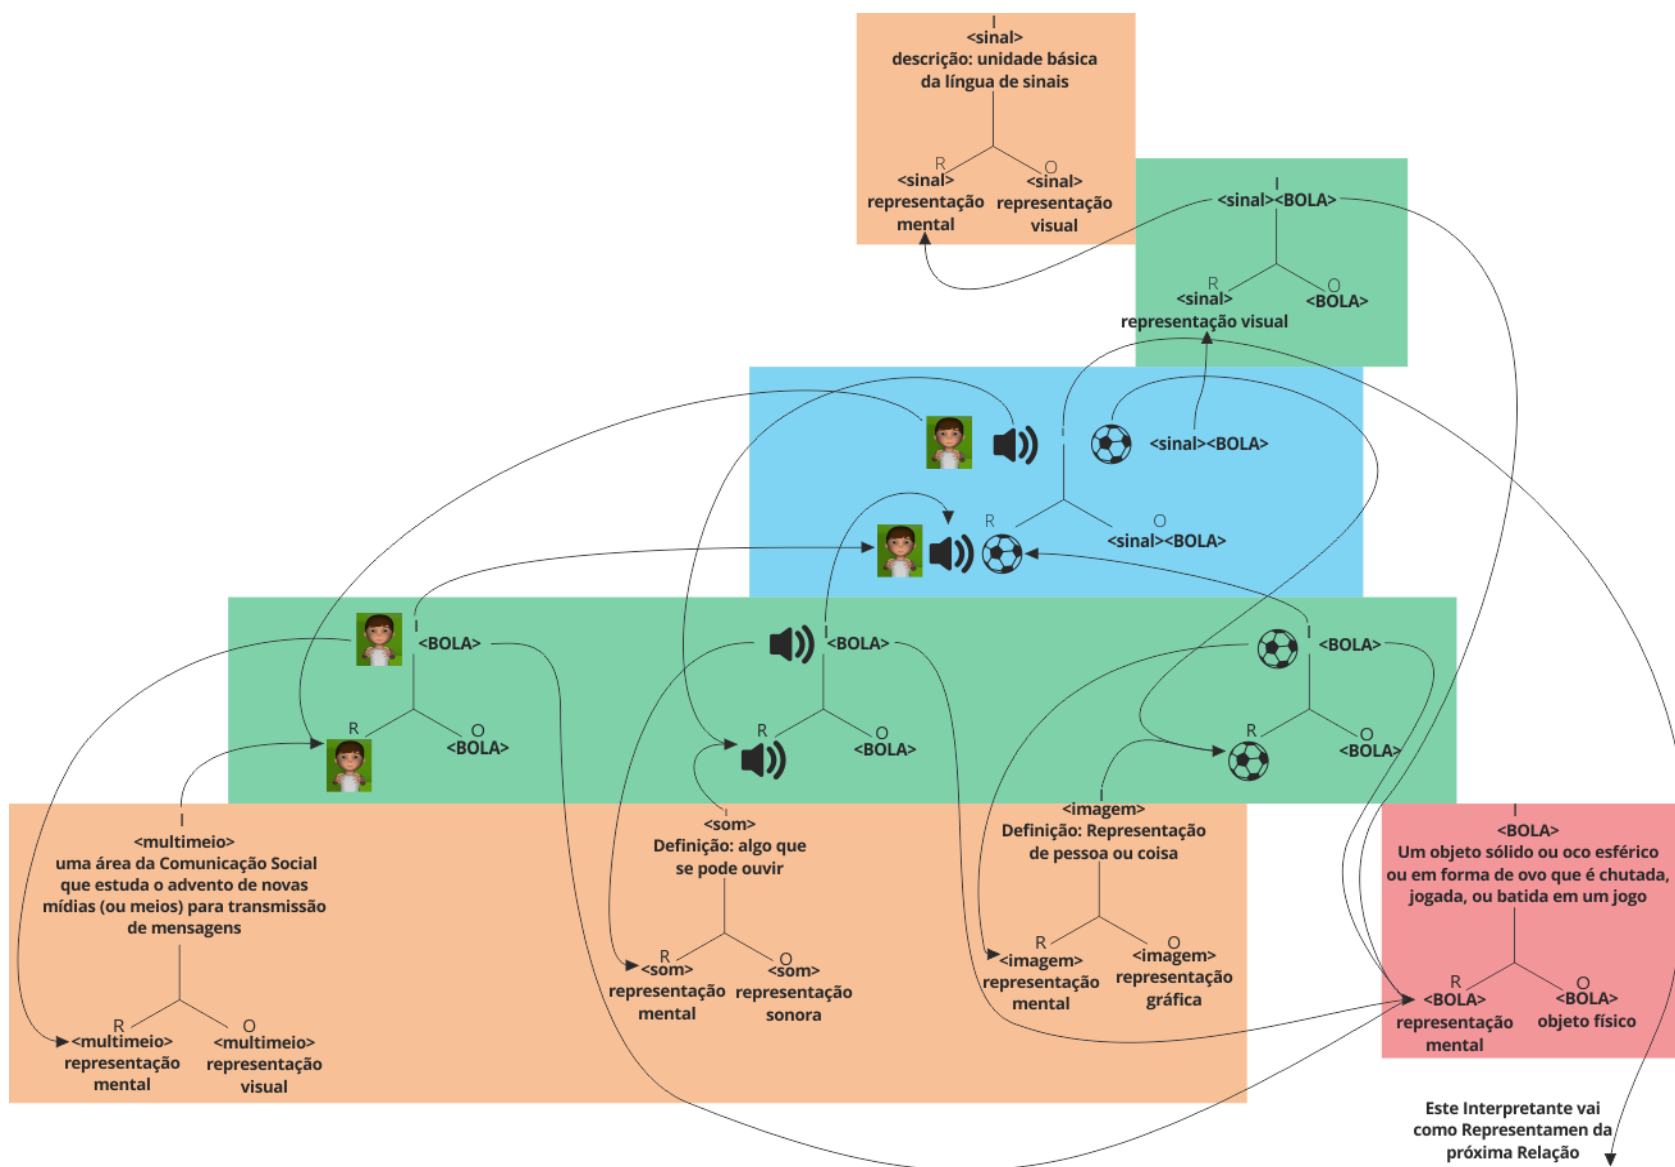 I
<sinal>
descrição: unidade básica
da língua de sinais
R
O
<sinal>
representação
mental
<sinal>
representação
visual
I
<sinal><BOLA>
R
O
<sinal>
representação visual
<BOLA>
I
<sinal><BOLA>
R
O
<sinal><BOLA>
I
<BOLA>
R
O
<BOLA>
I
<BOLA>
R
O
<BOLA>
I
<BOLA>
R
O
<BOLA>
I
<multimeio>
uma área da Comunicação Social
que estuda o advento de novas
mídias (ou meios) para transmissão
de mensagens
R
O
<multimeio>
representação
mental
<multimeio>
representação
visual
I
<som>
Definição: algo que
se pode ouvir
R
O
<som>
representação
mental
<som>
representação
sonora
I
<imagem>
Definição: Representação
de pessoa ou coisa
R
O
<imagem>
representação
mental
<imagem>
representação
gráfica
I
<BOLA>
Um objeto sólido ou oco esférico
ou em forma de ovo que é chutada,
jogada, ou batida em um jogo
R
O
<BOLA>
representação
mental
<BOLA>
objeto físico
Este Interpretante vai
como Representamen da
próxima Relação